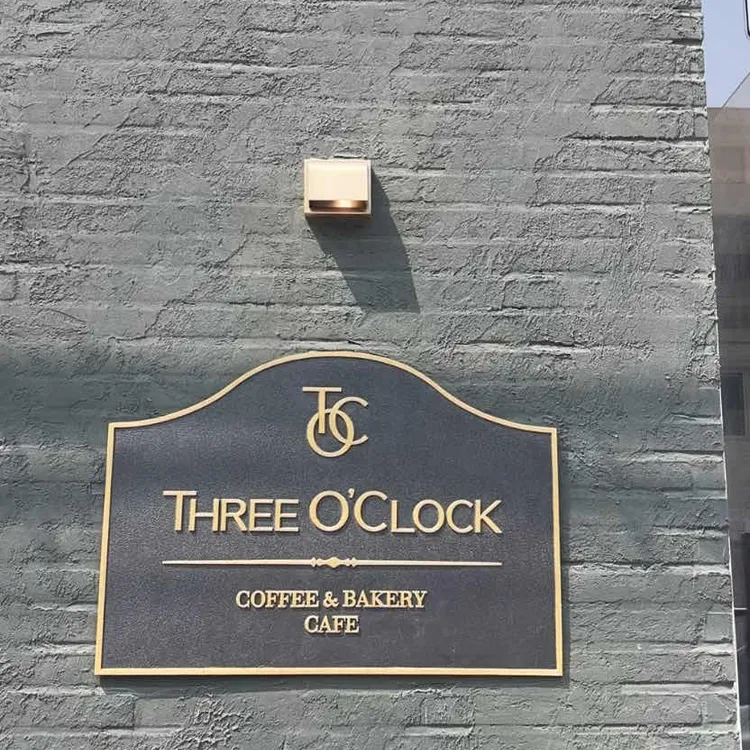 TOC
THREE O'CLOCK
COFFEE & BAKERY
CAFE